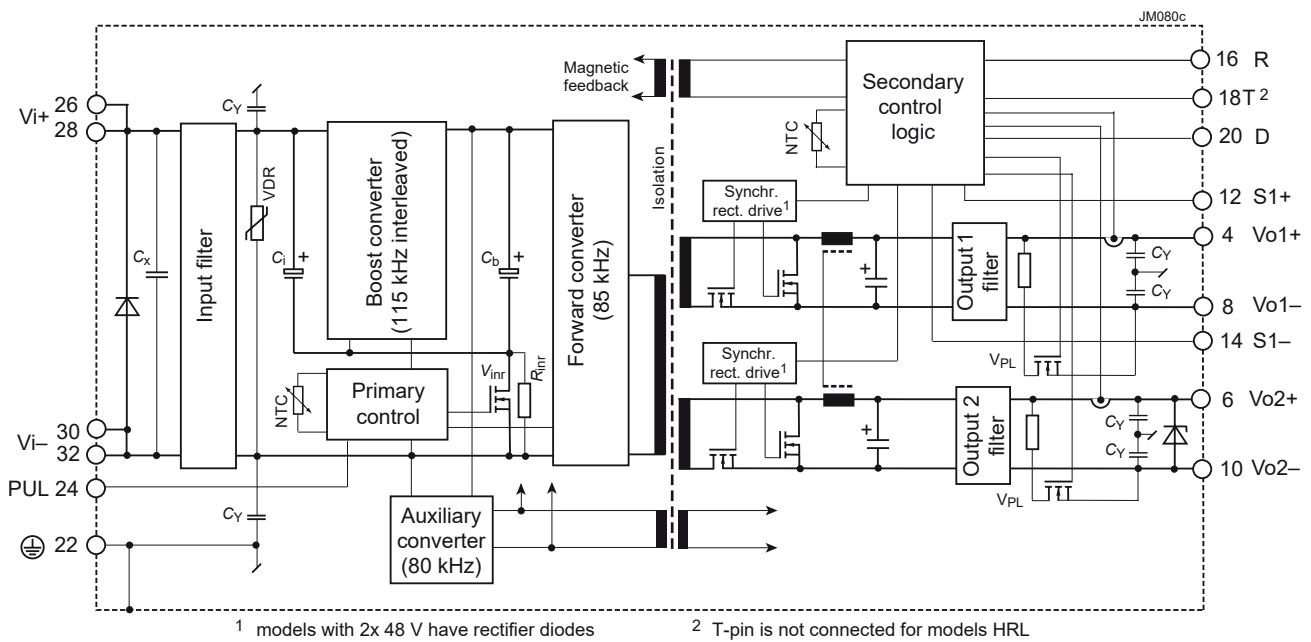 JM080c
Magnetic
feedback
Isolation
Secondary
control
logic
NTC
16 R
18T 2
20 D
12 S1+
4 Vo1+
8 Vo1–
14 S1–
6 Vo2+
10 Vo2–
26
Vi+
28
30
Vi–
32
PUL 24
22
CY
VDR
Cx
Input filter
Ci
+
Boost converter
(115 kHz interleaved)
Cb
+
Forward converter
(85 kHz)
Vinr
Rinr
NTC
Primary
control
CY
Auxiliary
converter
(80 kHz)
Synchr.
rect. drive1
+
Output 1
filter
CY
CY
VPL
Synchr.
rect. drive1
+
Output 2
filter
CY
CY
VPL
1 models with 2x 48 V have rectifier diodes
2 T-pin is not connected for models HRL